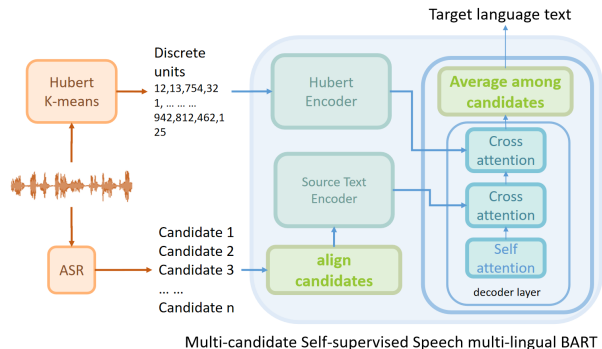 Target language text
Hubert
K-means
Discrete
units
12,13,754,32
1, ... ... ...
942,812,462,1
25
Hubert
Encoder
Average among
candidates
Cross
attention
Source Text
Encoder
Cross
attention
Candidate 1
Candidate 2
Candidate 3
... ...
Candidate n
ASR
align
candidates
Self
attention
decoder layer
Multi-candidate Self-supervised Speech multi-lingual BART